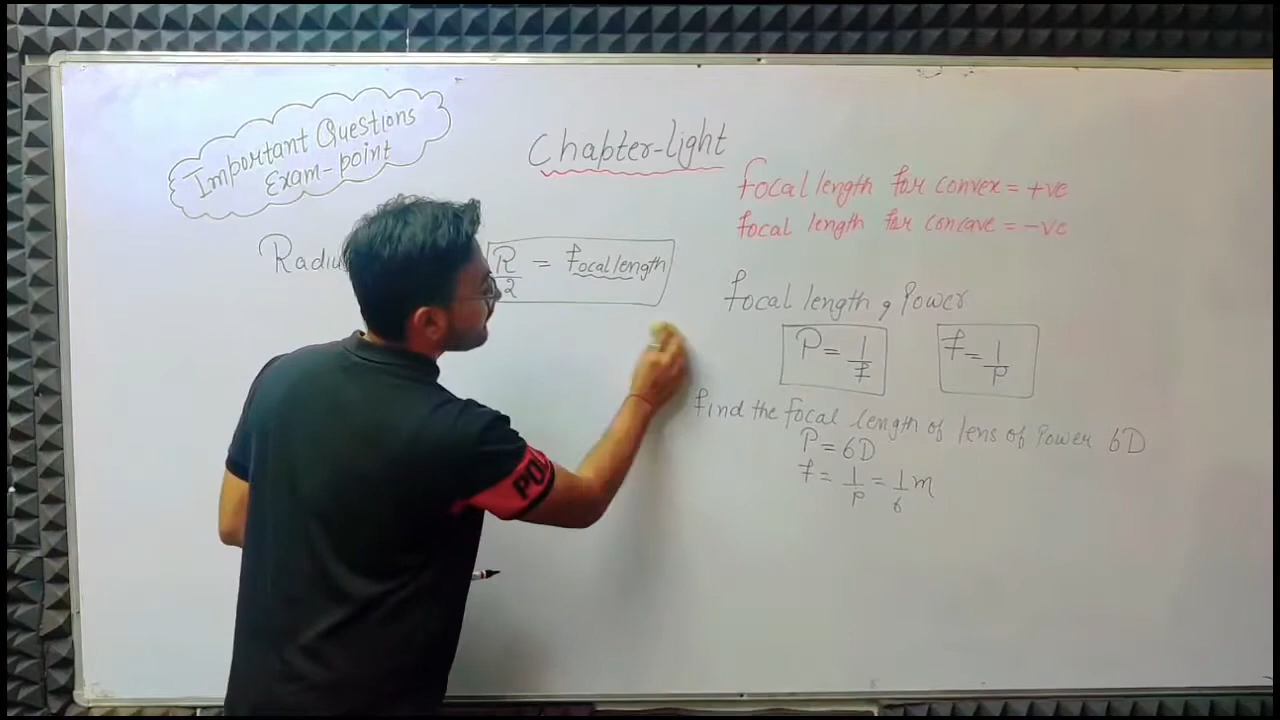 Important Questions
Exam-point
Chapter-light
focal length for convex = +ve
focal length for concave = -ve
R/2 = focal length
focal length, Power
P = 1/f
f = 1/P
find the focal length of lens of Power 6D
P = 6D
f = 1/P = 1/6 m
PO